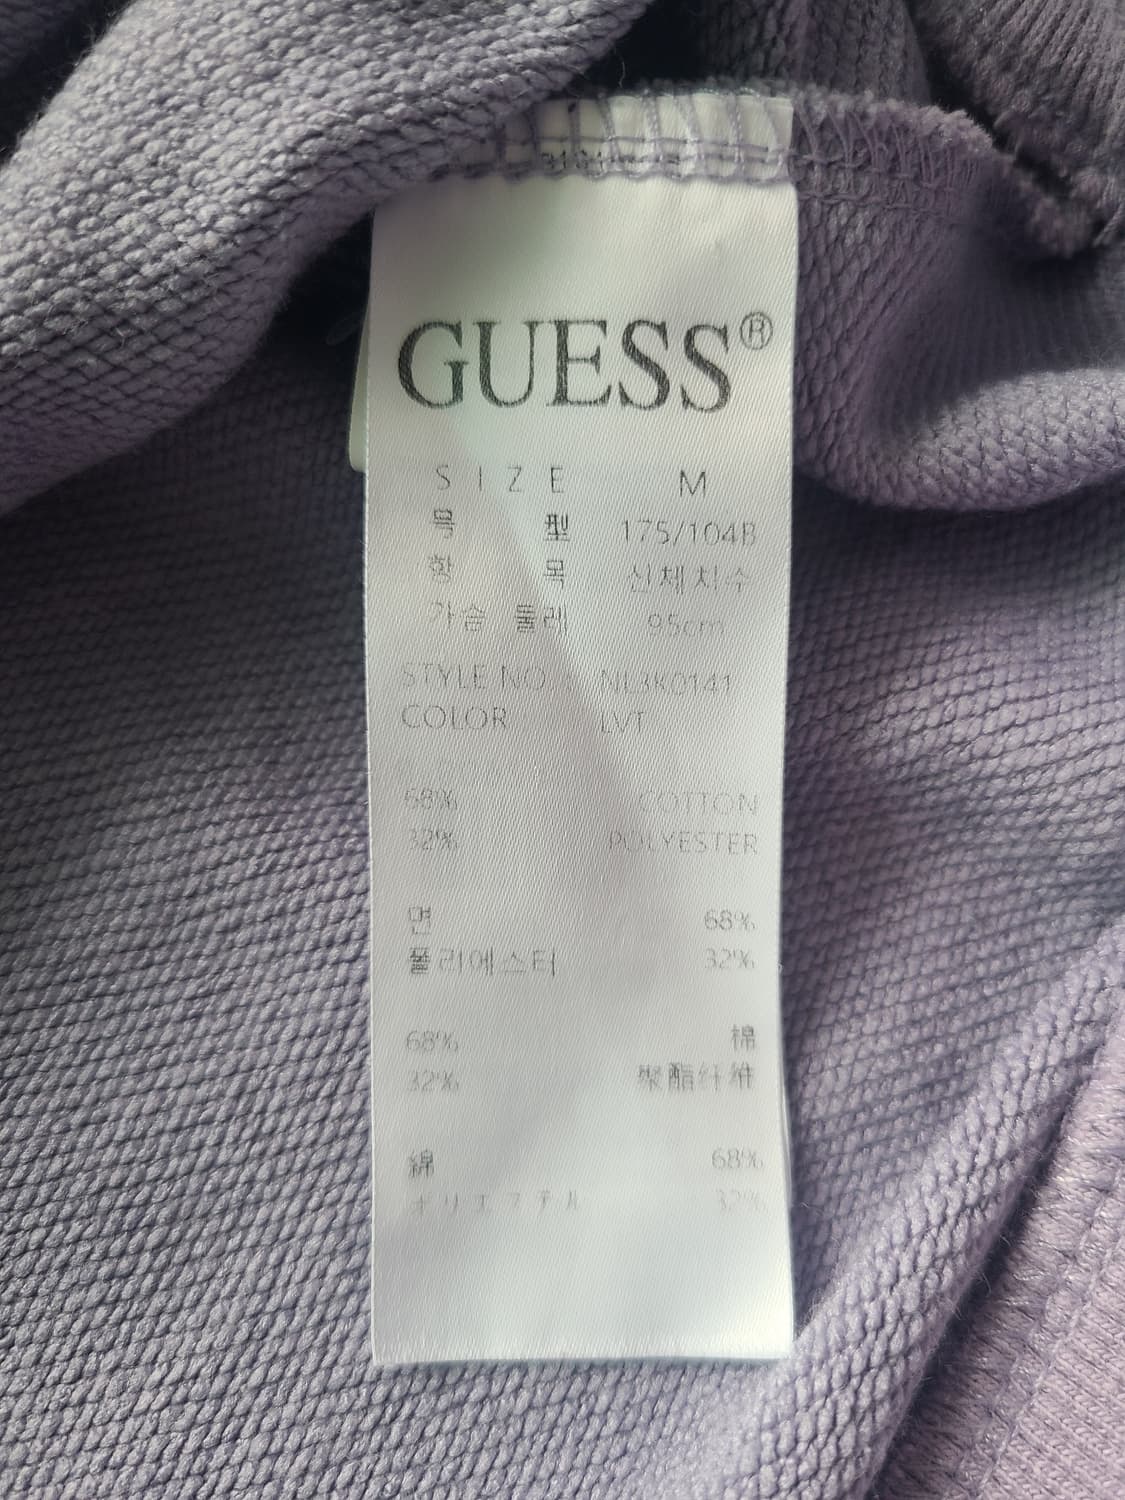 GUESS®
SIZE M
号型 175/104B
항목 신체치수
가슴둘레 95cm
STYLE NO : NL3K0141
COLOR : LVT
68% COTTON
32% POLYESTER
면 68%
폴리에스터 32%
68% 棉
32% 聚酯纤维
綿 68%
ポリエステル 32%